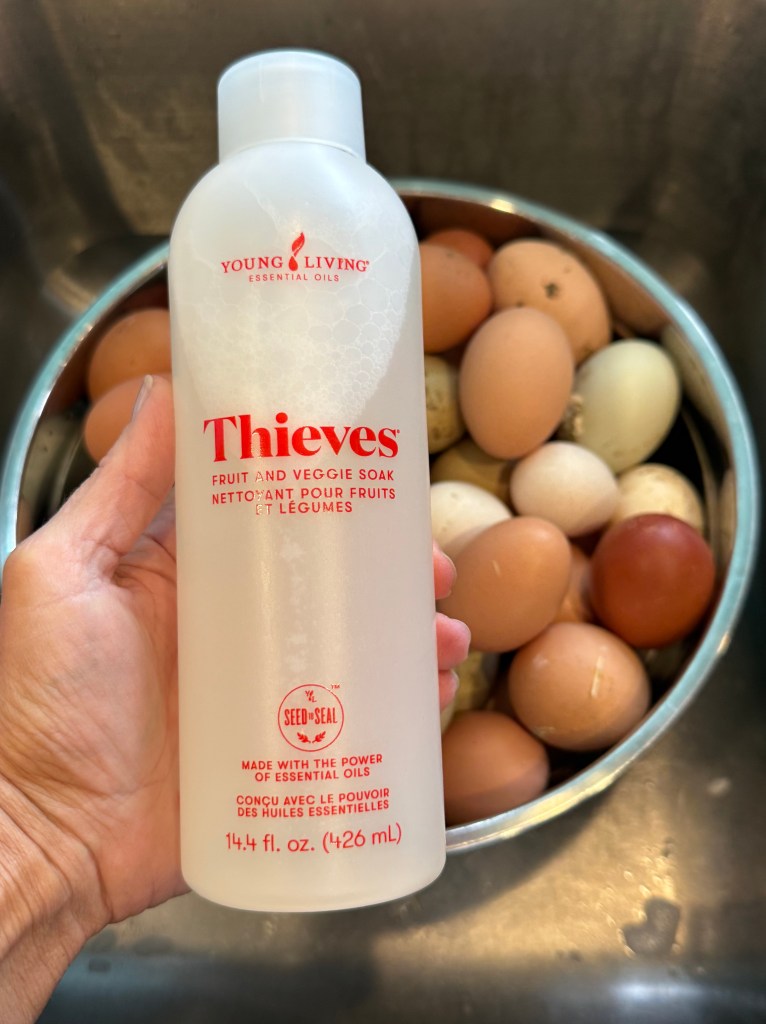 YOUNG LIVING®
ESSENTIAL OILS
Thieves®
FRUIT AND VEGGIE SOAK
NETTOYANT POUR FRUITS
ET LÉGUMES
SEED TO SEAL™
MADE WITH THE POWER
OF ESSENTIAL OILS
CONÇU AVEC LE POUVOIR
DES HUILES ESSENTIELLES
14.4 fl. oz. (426 mL)